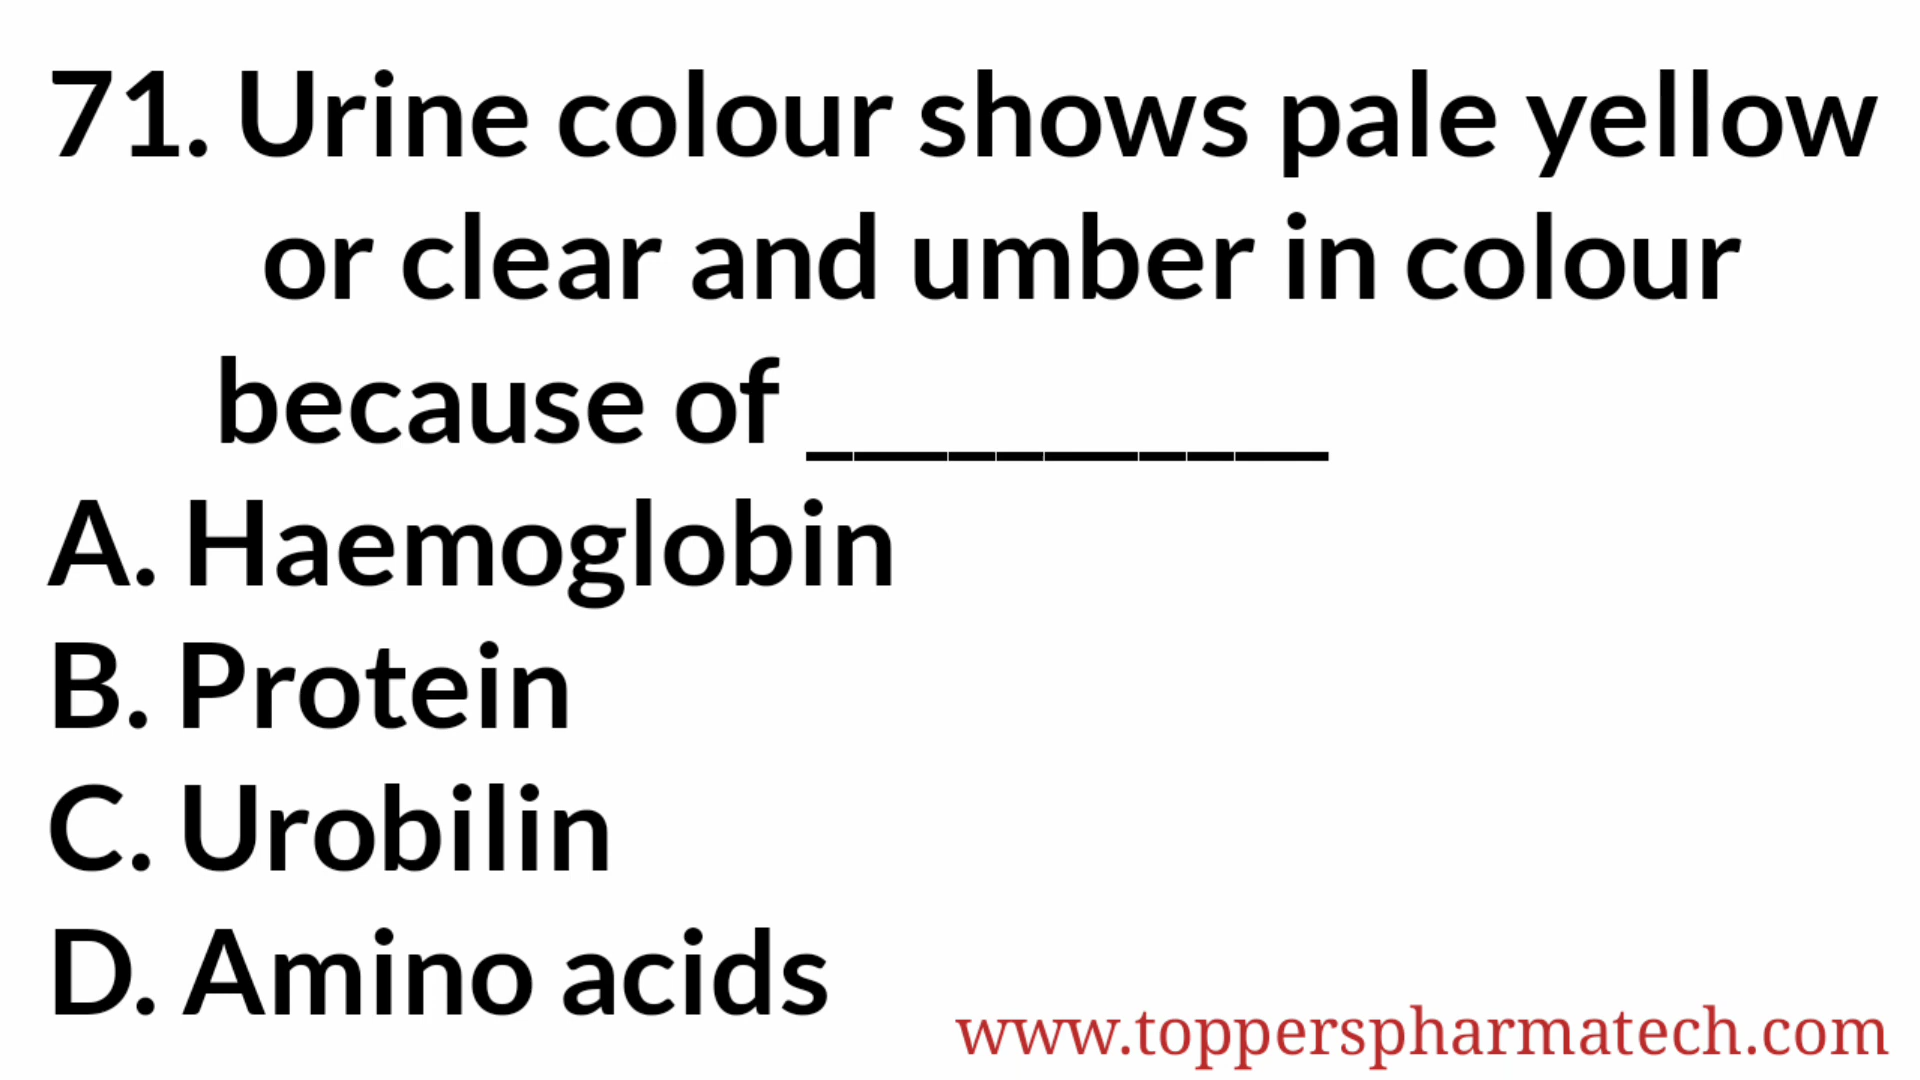 71. Urine colour shows pale yellow
or clear and umber in colour
because of ___________
A. Haemoglobin
B. Protein
C. Urobilin
D. Amino acids
www.topperspharmatech.com